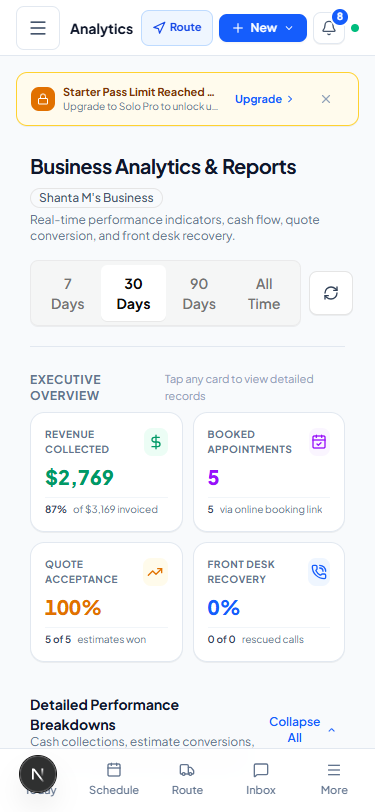 Analytics
Route
New
8
Starter Pass Limit Reached ...
Upgrade to Solo Pro to unlock u...
Upgrade
Business Analytics & Reports
Shanta M's Business
Real-time performance indicators, cash flow, quote
conversion, and front desk recovery.
7
Days
30
Days
90
Days
All
Time
EXECUTIVE
OVERVIEW
Tap any card to view detailed
records
REVENUE
COLLECTED
$2,769
87% of $3,169 invoiced
BOOKED
APPOINTMENTS
5
5 via online booking link
QUOTE
ACCEPTANCE
100%
5 of 5 estimates won
FRONT DESK
RECOVERY
0%
0 of 0 rescued calls
Detailed Performance
Breakdowns
Collapse
All
Cash collections, estimate conversions,
N
Schedule
Route
Inbox
More